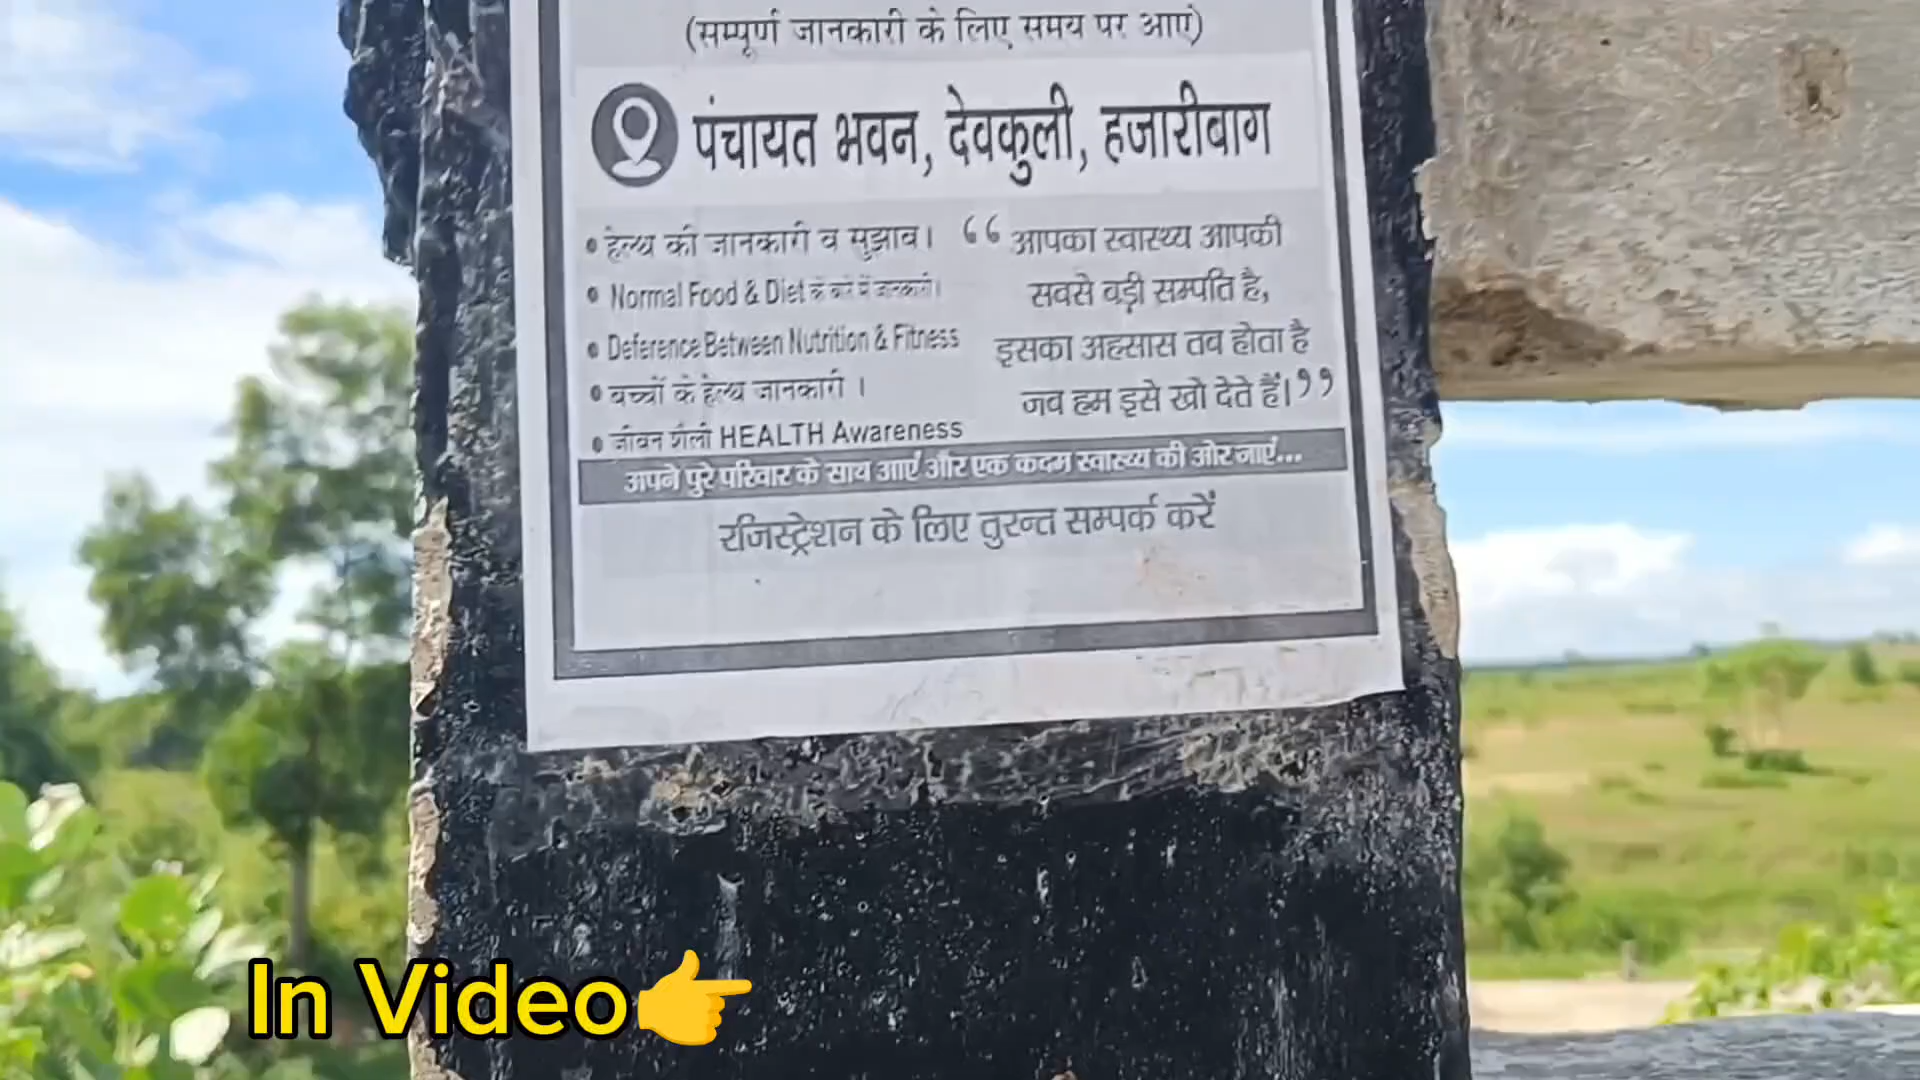 (सम्पूर्ण जानकारी के लिए समय पर आएं)
पंचायत भवन, देवकुली, हजारीबाग
• हेल्थ की जानकारी व सुझाव।
• Normal Food & Diet के बारे में जानकारी।
• Deference Between Nutrition & Fitness
• बच्चों के हेल्थ जानकारी ।
• जीवन शैली HEALTH Awareness
“ आपका स्वास्थ्य आपकी
सबसे बड़ी सम्पति है,
इसका अहसास तब होता है
जब हम इसे खो देते हैं।”
अपने पुरे परिवार के साथ आएं और एक कदम स्वास्थ्य की ओर जाएं...
रजिस्ट्रेशन के लिए तुरन्त सम्पर्क करें
In Video👉